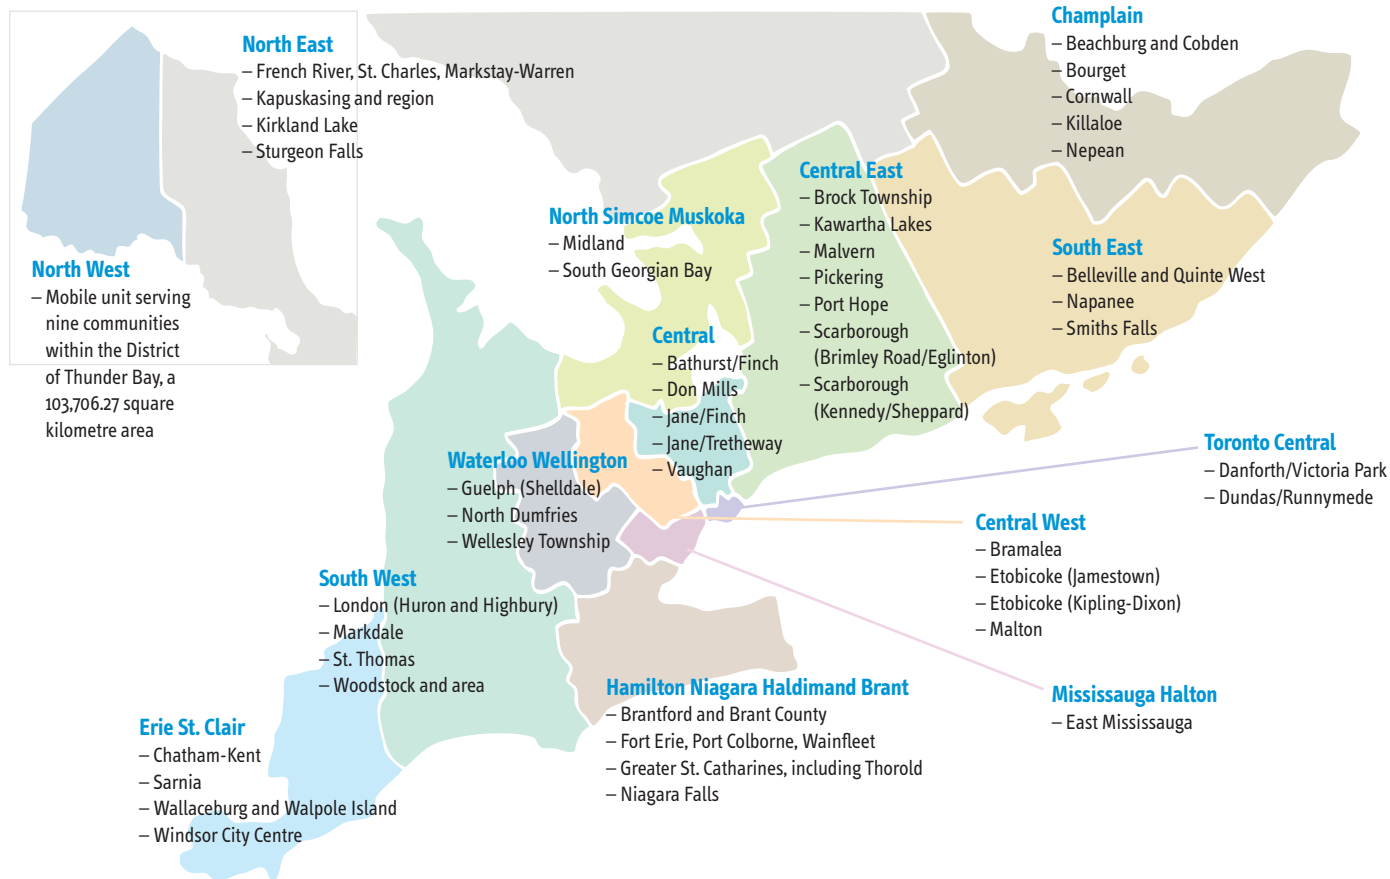 North East
– French River, St. Charles, Markstay-Warren
– Kapuskasing and region
– Kirkland Lake
– Sturgeon Falls
North West
– Mobile unit serving
nine communities
within the District
of Thunder Bay, a
103,706.27 square
kilometre area
Champlain
– Beachburg and Cobden
– Bourget
– Cornwall
– Killaloe
– Nepean
North Simcoe Muskoka
– Midland
– South Georgian Bay
Central East
– Brock Township
– Kawartha Lakes
– Malvern
– Pickering
– Port Hope
– Scarborough
(Brimley Road/Eglinton)
– Scarborough
(Kennedy/Sheppard)
South East
– Belleville and Quinte West
– Napanee
– Smiths Falls
Central
– Bathurst/Finch
– Don Mills
– Jane/Finch
– Jane/Tretheway
– Vaughan
Toronto Central
– Danforth/Victoria Park
– Dundas/Runnymede
Waterloo Wellington
– Guelph (Shelldale)
– North Dumfries
– Wellesley Township
Central West
– Bramalea
– Etobicoke (Jamestown)
– Etobicoke (Kipling-Dixon)
– Malton
South West
– London (Huron and Highbury)
– Markdale
– St. Thomas
– Woodstock and area
Hamilton Niagara Haldimand Brant
– Brantford and Brant County
– Fort Erie, Port Colborne, Wainfleet
– Greater St. Catharines, including Thorold
– Niagara Falls
Mississauga Halton
– East Mississauga
Erie St. Clair
– Chatham-Kent
– Sarnia
– Wallaceburg and Walpole Island
– Windsor City Centre